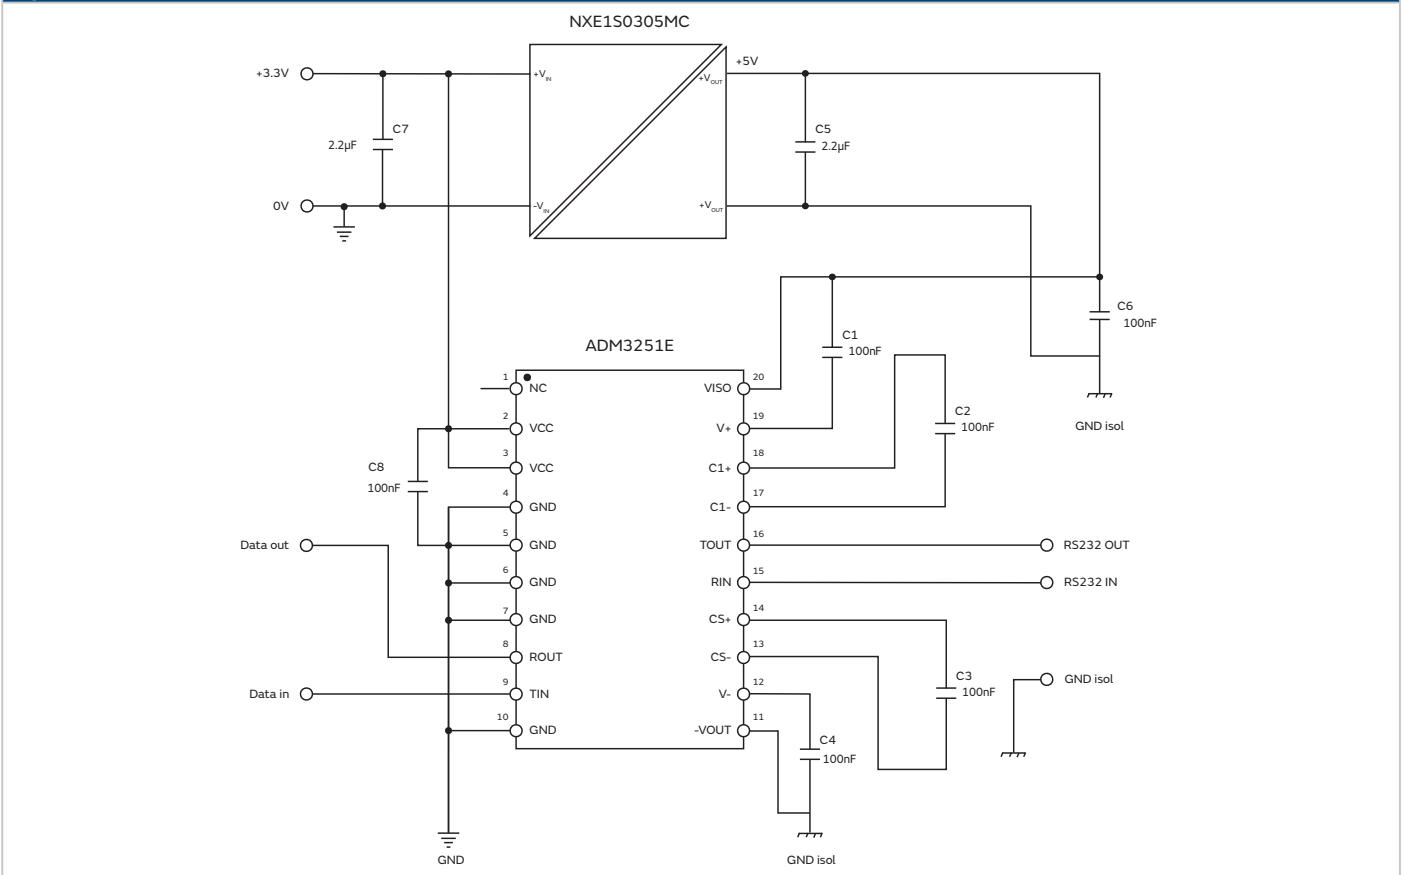 NXE1S0305MC
+3.3V
+VIN
+VOUT
+5V
C7
2.2µF
C5
2.2µF
0V
-VIN
+VOUT
C6
100nF
GND isol
ADM3251E
C1
100nF
C2
100nF
1
NC
2
VCC
3
VCC
4
GND
5
GND
6
GND
7
GND
8
ROUT
9
TIN
10
GND
20
VISO
19
V+
18
C1+
17
C1-
16
TOUT
15
RIN
14
CS+
13
CS-
12
V-
11
-VOUT
C8
100nF
Data out
Data in
RS232 OUT
RS232 IN
C3
100nF
GND isol
C4
100nF
GND
GND isol